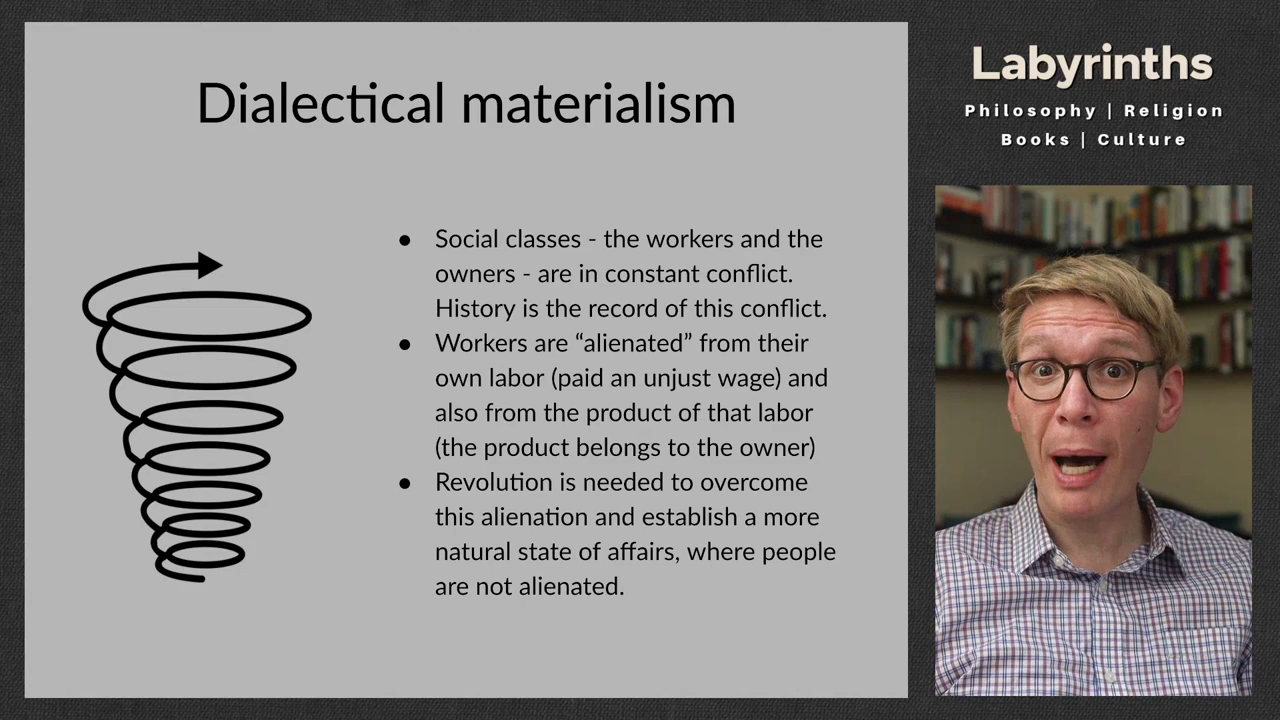 Dialectical materialism
● Social classes - the workers and the
owners - are in constant conflict.
History is the record of this conflict.
● Workers are “alienated” from their
own labor (paid an unjust wage) and
also from the product of that labor
(the product belongs to the owner)
● Revolution is needed to overcome
this alienation and establish a more
natural state of affairs, where people
are not alienated.
Labyrinths
Philosophy | Religion
Books | Culture